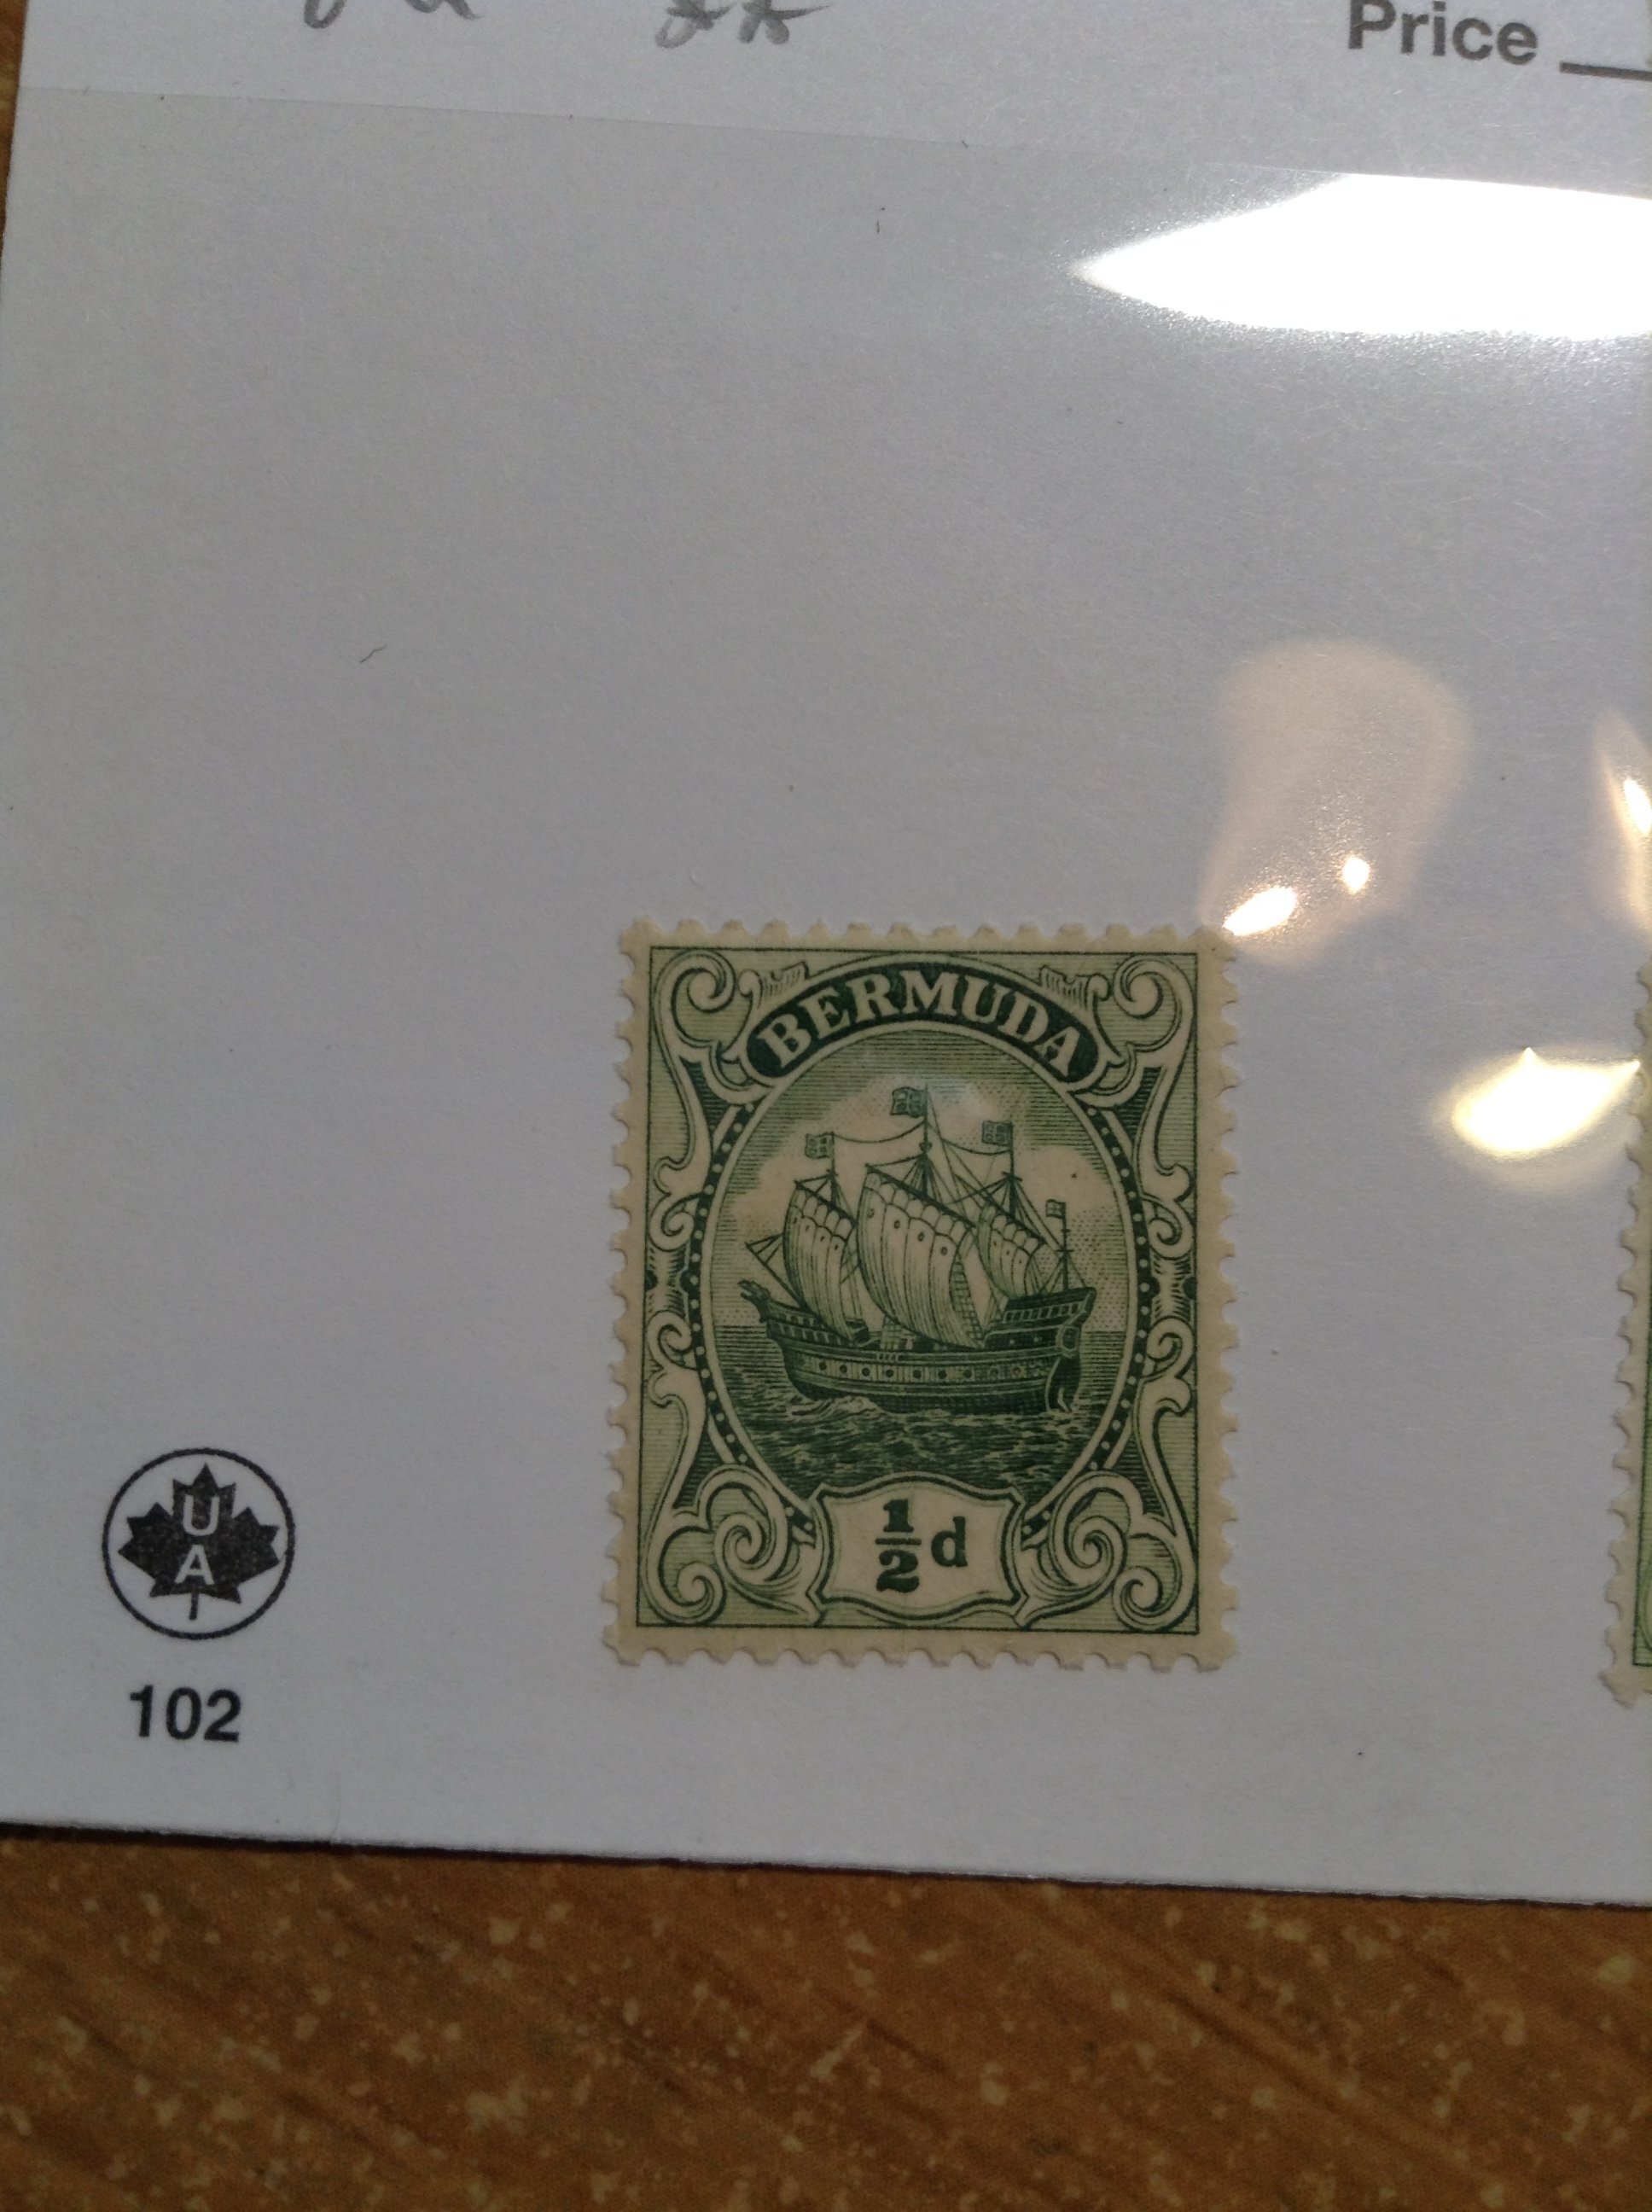 Price
BERMUDA
½d
U
A
102